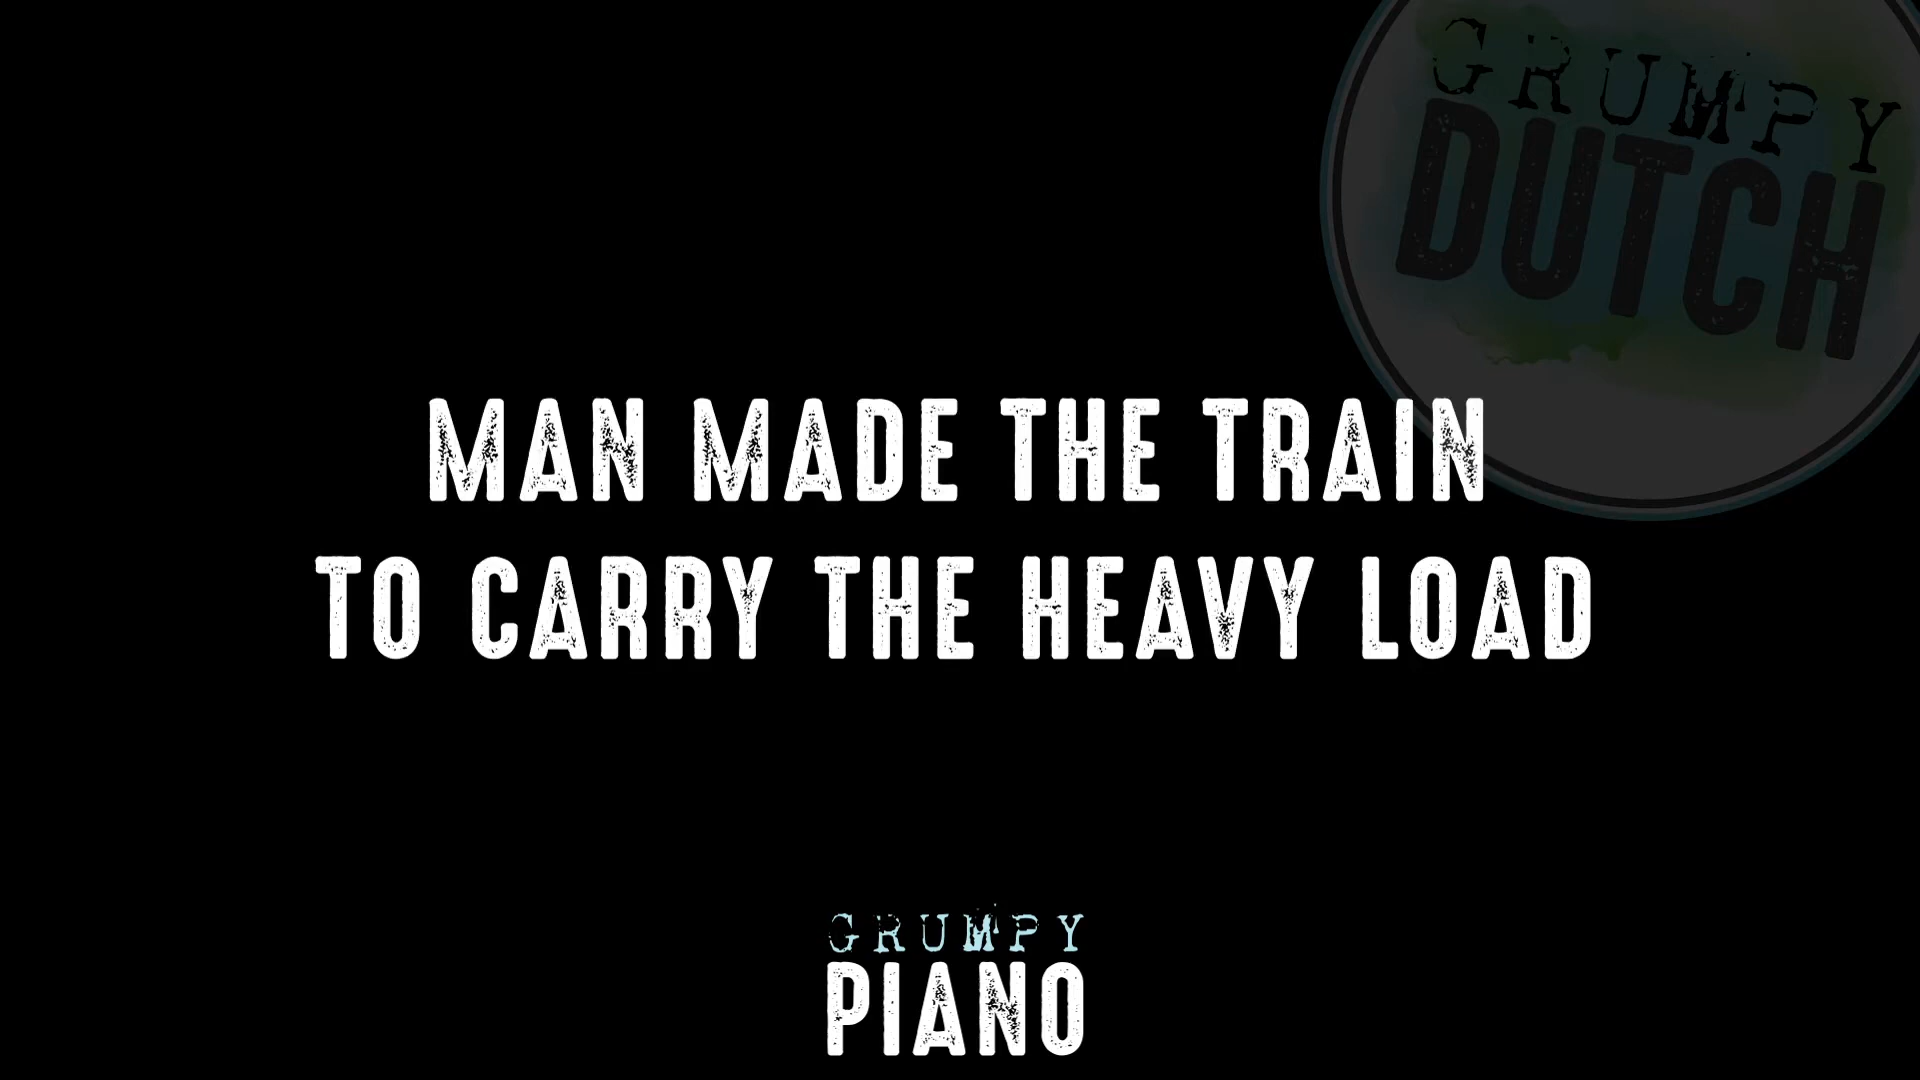 GRUMPY
DUTCH
MAN MADE THE TRAIN
TO CARRY THE HEAVY LOAD
GRUMPY
PIANO